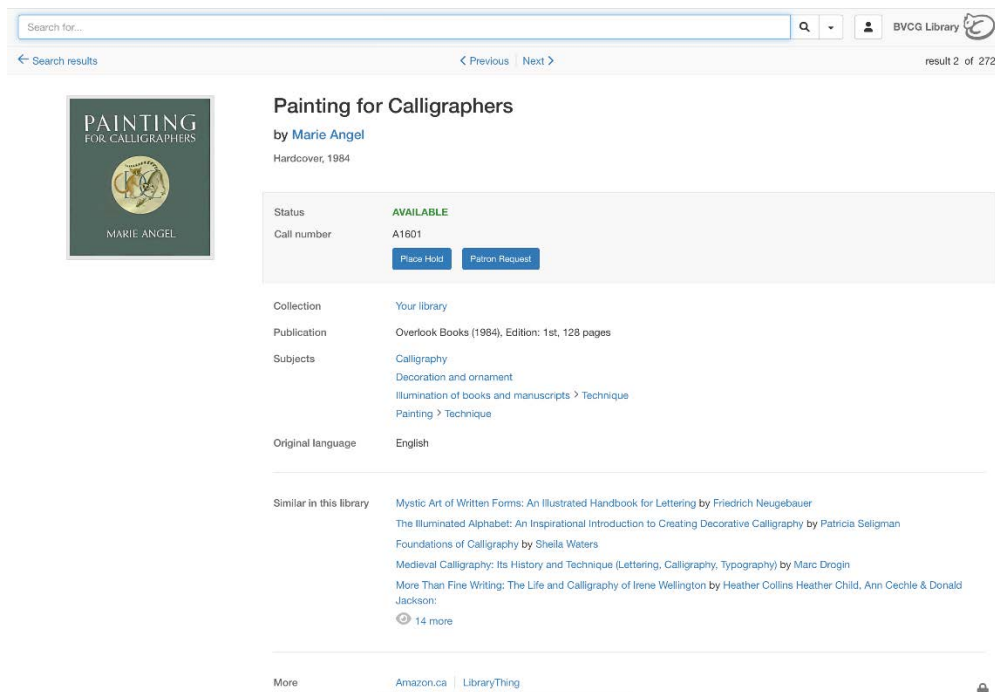 Search for...
BVCG Library
Search results
Previous Next
result 2 of 272
PAINTING
FOR CALLIGRAPHERS
MARIE ANGEL
Painting for Calligraphers
by Marie Angel
Hardcover, 1984
Status AVAILABLE
Call number A1601
Place Hold Patron Request
Collection Your library
Publication Overlook Books (1984), Edition: 1st, 128 pages
Subjects Calligraphy
Decoration and ornament
Illumination of books and manuscripts > Technique
Painting > Technique
Original language English
Similar in this library Mystic Art of Written Forms: An Illustrated Handbook for Lettering by Friedrich Neugebauer
The Illuminated Alphabet: An Inspirational Introduction to Creating Decorative Calligraphy by Patricia Seligman
Foundations of Calligraphy by Sheila Waters
Medieval Calligraphy: Its History and Technique (Lettering, Calligraphy, Typography) by Marc Drogin
More Than Fine Writing: The Life and Calligraphy of Irene Wellington by Heather Collins Heather Child, Ann Cechle & Donald
Jackson:
14 more
More Amazon.ca LibraryThing